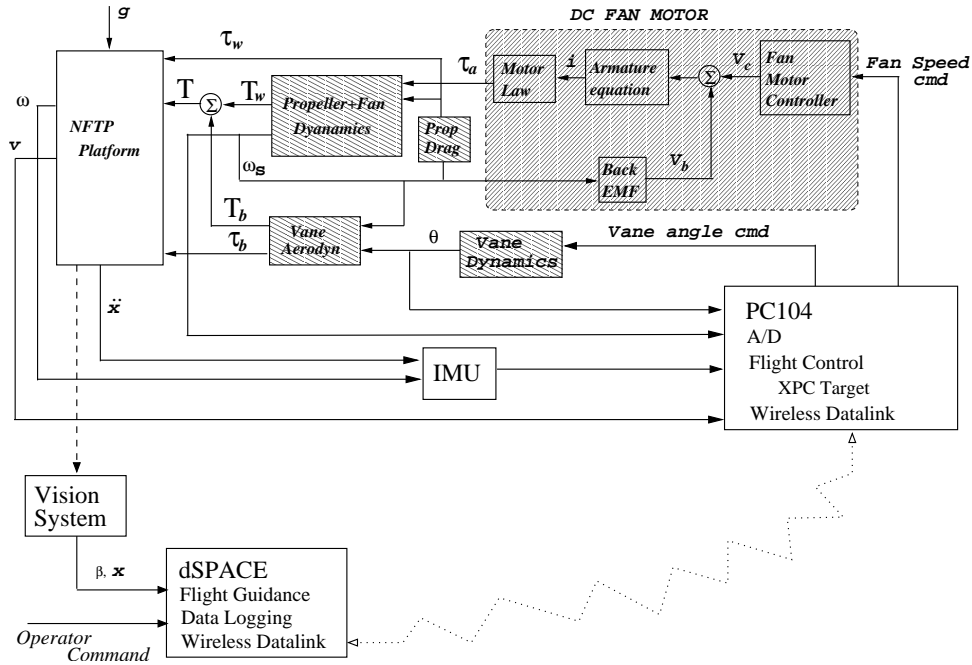 DC FAN MOTOR
g
τw
τa
Motor
Law
i
Armature
equation
Σ
Vc
Fan
Motor
Controller
Fan Speed
cmd
ω
v
NFTP
Platform
T
Σ
Tw
Propeller+Fan
Dyanamics
Prop
Drag
ωs
Back
EMF
Vb
Tb
τb
Vane
Aerodyn
θ
Vane
Dynamics
Vane angle cmd
ẍ
IMU
PC104
A/D
Flight Control
XPC Target
Wireless Datalink
Vision
System
β, x
dSPACE
Flight Guidance
Data Logging
Wireless Datalink
Operator
Command